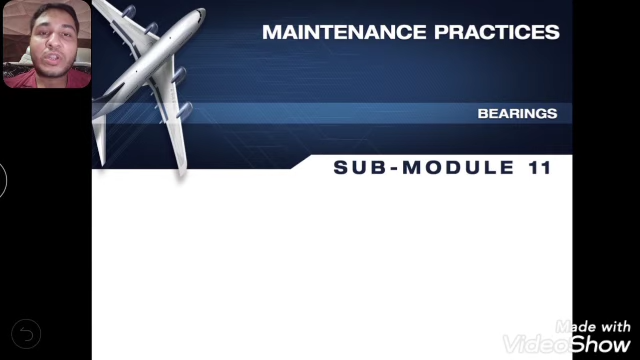 MAINTENANCE PRACTICES
BEARINGS
SUB-MODULE 11
Made with
VideoShow